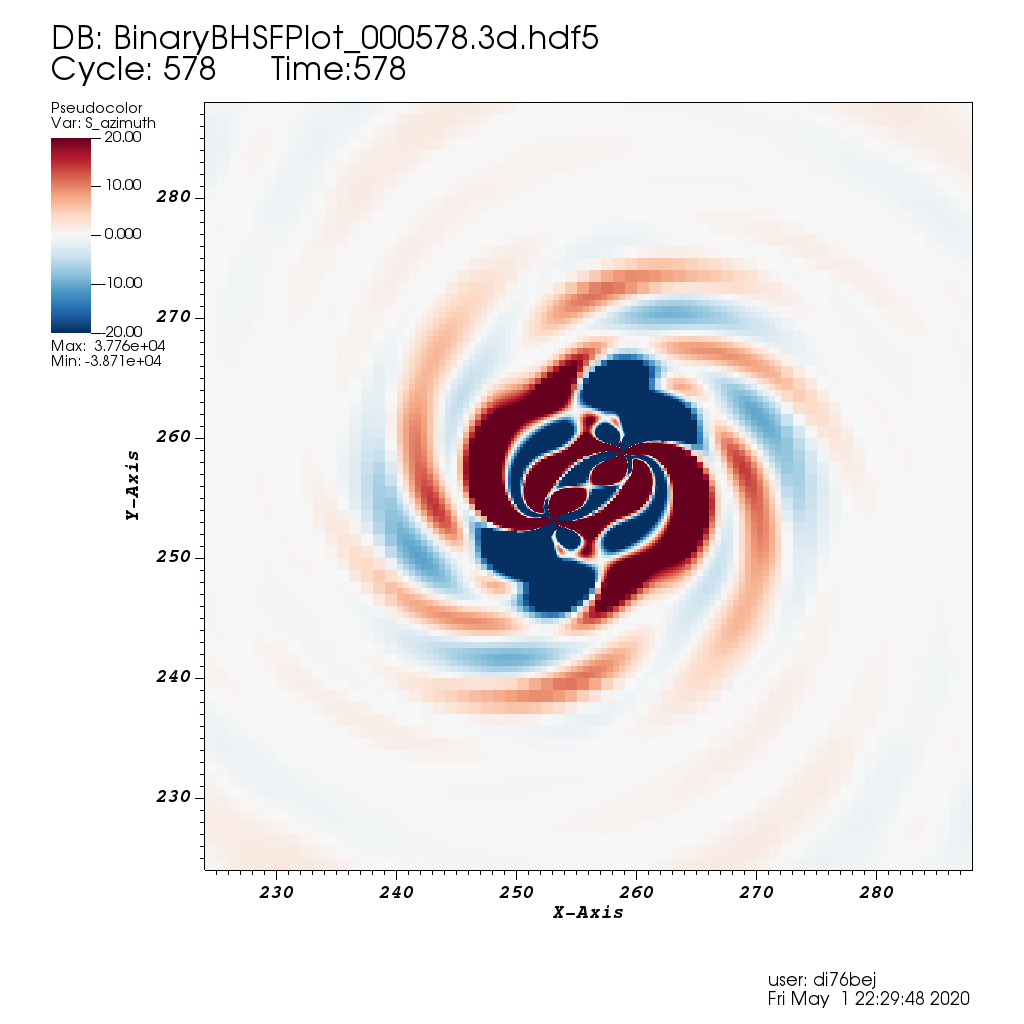 DB: BinaryBHSFPlot_000578.3d.hdf5
Cycle: 578 Time:578
Pseudocolor
Var: S_azimuth
20.00
10.00
0.000
-10.00
-20.00
Max: 3.776e+04
Min: -3.871e+04
280
270
260
250
240
230
Y-Axis
230 240 250 260 270 280
X-Axis
user: di76bej
Fri May 1 22:29:48 2020